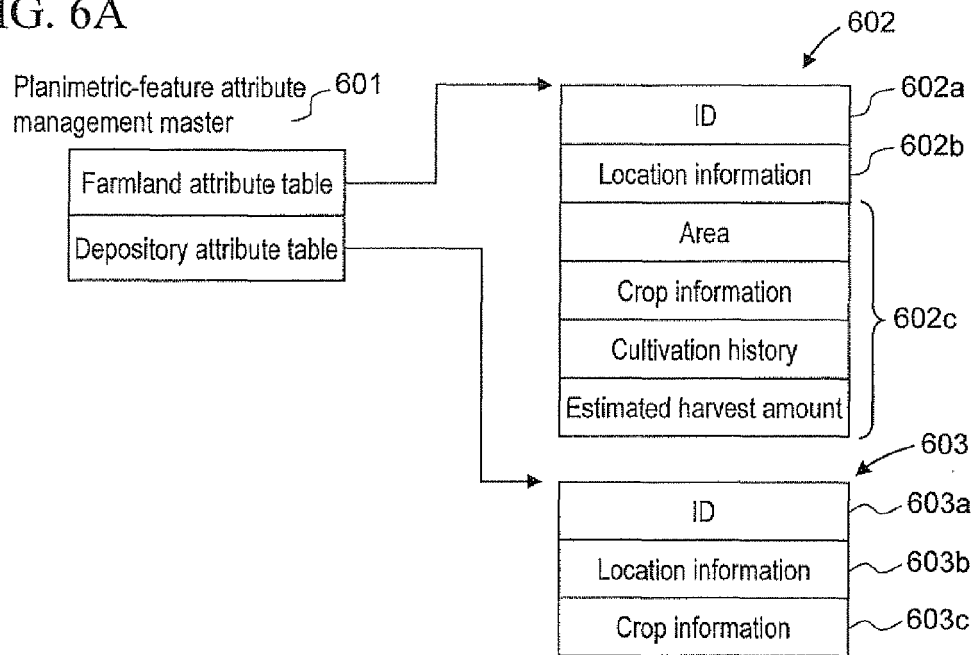 IG. 6A
602
Planimetric-feature attribute
management master
601
Farmland attribute table
Depository attribute table
ID
602a
Location information
602b
Area
Crop information
Cultivation history
Estimated harvest amount
602c
603
ID
603a
Location information
603b
Crop information
603c